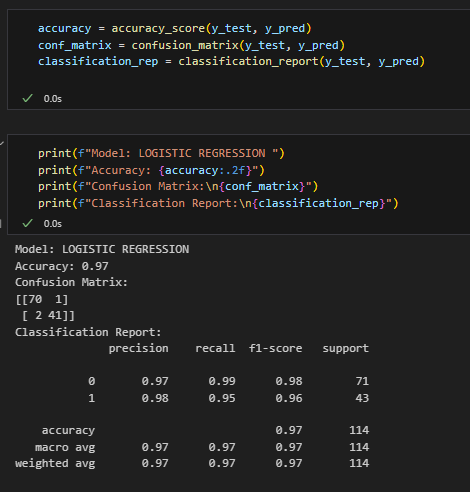 accuracy = accuracy_score(y_test, y_pred)
conf_matrix = confusion_matrix(y_test, y_pred)
classification_rep = classification_report(y_test, y_pred)
0.0s
print(f"Model: LOGISTIC REGRESSION ")
print(f"Accuracy: {accuracy:.2f}")
print(f"Confusion Matrix:\n{conf_matrix}")
print(f"Classification Report:\n{classification_rep}")
0.0s
Model: LOGISTIC REGRESSION
Accuracy: 0.97
Confusion Matrix:
[[70  1]
 [ 2 41]]
Classification Report:
              precision    recall  f1-score   support
           0       0.97      0.99      0.98        71
           1       0.98      0.95      0.96        43
    accuracy                           0.97       114
   macro avg       0.97      0.97      0.97       114
weighted avg       0.97      0.97      0.97       114